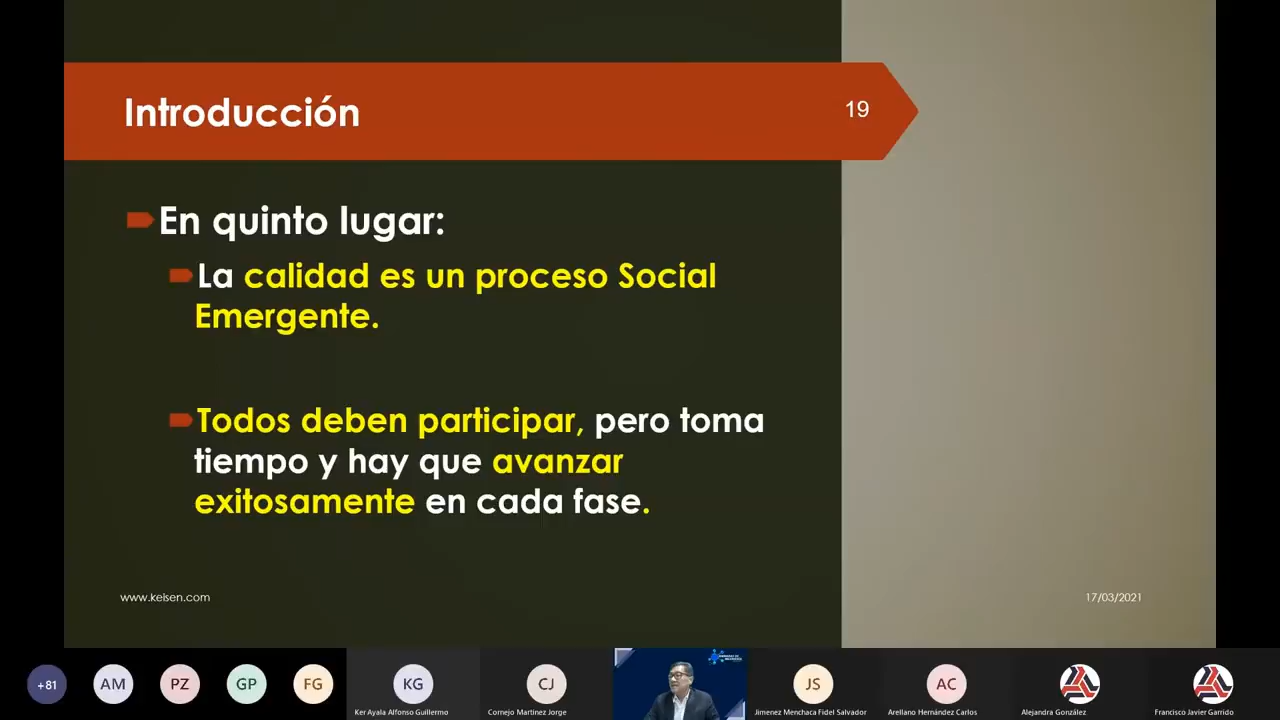 Introducción
19
En quinto lugar:
La calidad es un proceso Social
Emergente.
Todos deben participar, pero toma
tiempo y hay que avanzar
exitosamente en cada fase.
www.kelsen.com
17/03/2021
+81
AM
PZ
GP
FG
KG
CJ
JS
AC
Ker Ayala Alfonso Guillermo
Cornejo Martinez Jorge
Jimenez Menchaca Fidel Salvador
Arellano Hernández Carlos
Alejandra González
Francisco Javier Garrido